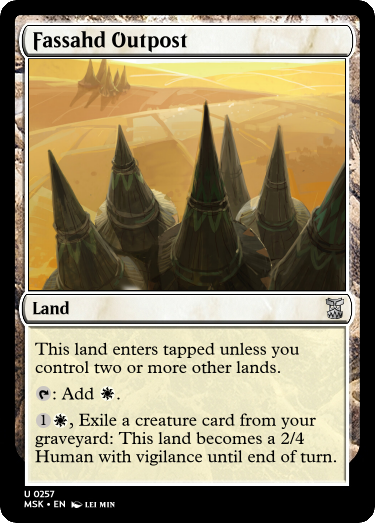 Fassahd Outpost
Land
This land enters tapped unless you
control two or more other lands.
: Add .
1 , Exile a creature card from your
graveyard: This land becomes a 2/4
Human with vigilance until end of turn.
U 0257
MSK • EN LEI MIN